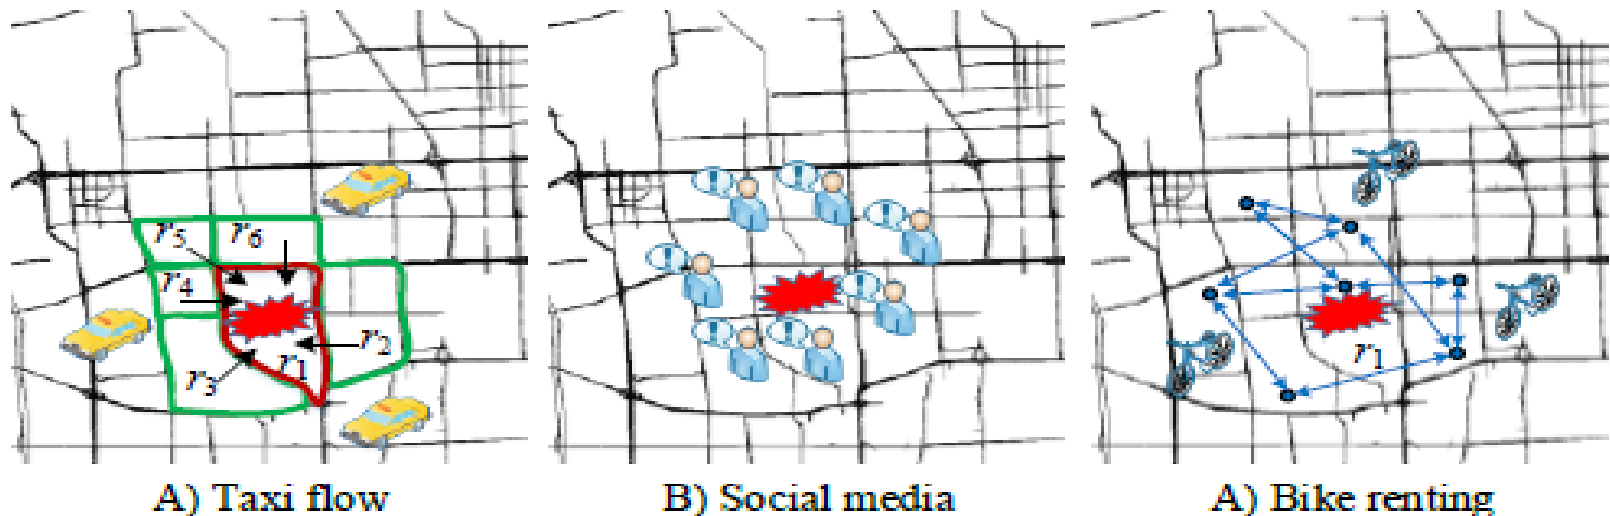 r5 r6
r4
r3 r1 r2
r1
A) Taxi flow
B) Social media
A) Bike renting